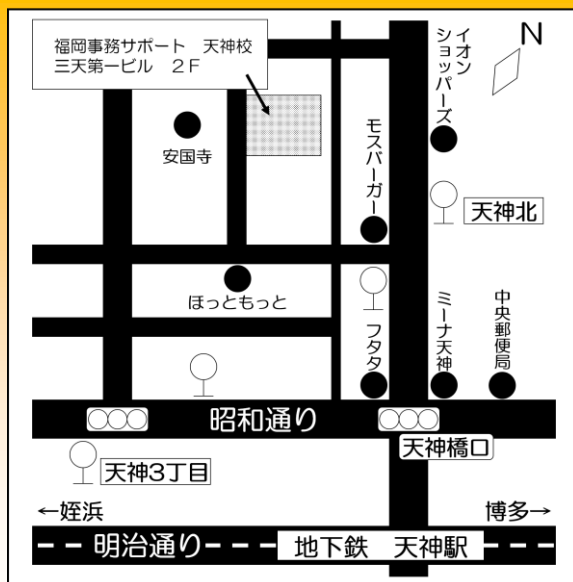 福岡事務サポート 天神校
三天第一ビル 2F
イオン
ショッパーズ
N
安国寺
モスバーガー
天神北
ほっともっと
フタタ
ミーナ天神
中央郵便局
昭和通り
天神橋口
天神3丁目
←姪浜
博多→
明治通り
地下鉄 天神駅